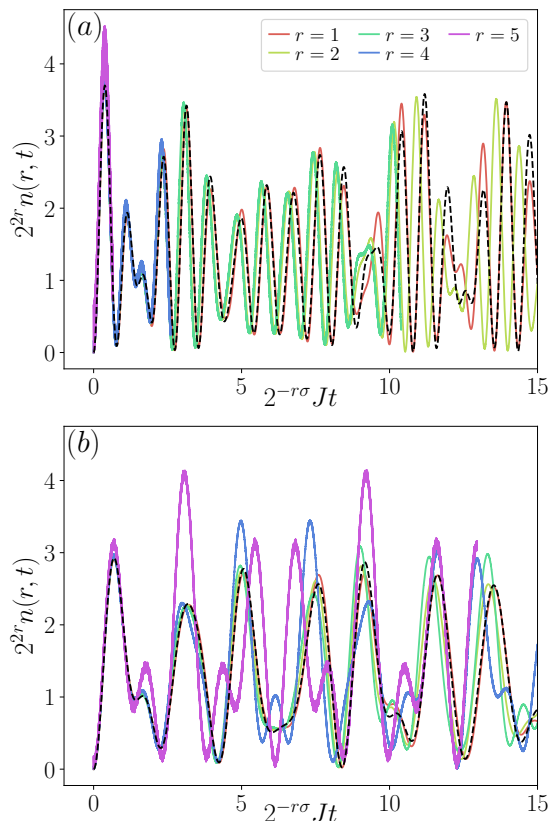 (a)
r = 1 r = 3 r = 5
r = 2 r = 4
2^{2r}n(r, t)
4
3
2
1
0
0 5 10 15
2^{-rσ}Jt
(b)
2^{2r}n(r, t)
4
3
2
1
0
0 5 10 15
2^{-rσ}Jt